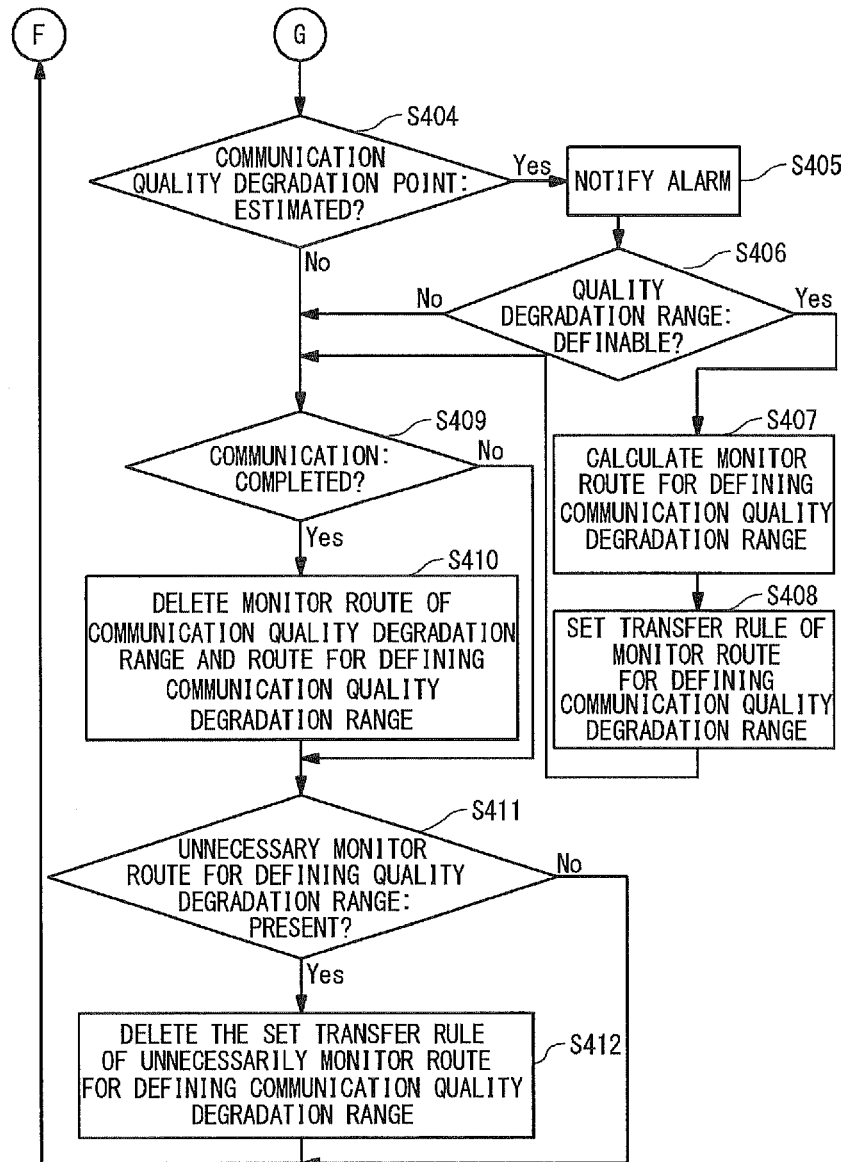 F
G
S404
COMMUNICATION
QUALITY DEGRADATION POINT:
ESTIMATED?
Yes
NOTIFY ALARM
S405
No
S406
QUALITY
DEGRADATION RANGE:
DEFINABLE?
No
Yes
S407
CALCULATE MONITOR
ROUTE FOR DEFINING
COMMUNICATION QUALITY
DEGRADATION RANGE
S408
SET TRANSFER RULE OF
MONITOR ROUTE
FOR DEFINING
COMMUNICATION QUALITY
DEGRADATION RANGE
S409
COMMUNICATION:
COMPLETED?
No
Yes
S410
DELETE MONITOR ROUTE OF
COMMUNICATION QUALITY DEGRADATION
RANGE AND ROUTE FOR DEFINING
COMMUNICATION QUALITY
DEGRADATION RANGE
S411
UNNECESSARY MONITOR
ROUTE FOR DEFINING QUALITY
DEGRADATION RANGE:
PRESENT?
No
Yes
DELETE THE SET TRANSFER RULE
OF UNNECESSARILY MONITOR ROUTE
FOR DEFINING COMMUNICATION QUALITY
DEGRADATION RANGE
S412